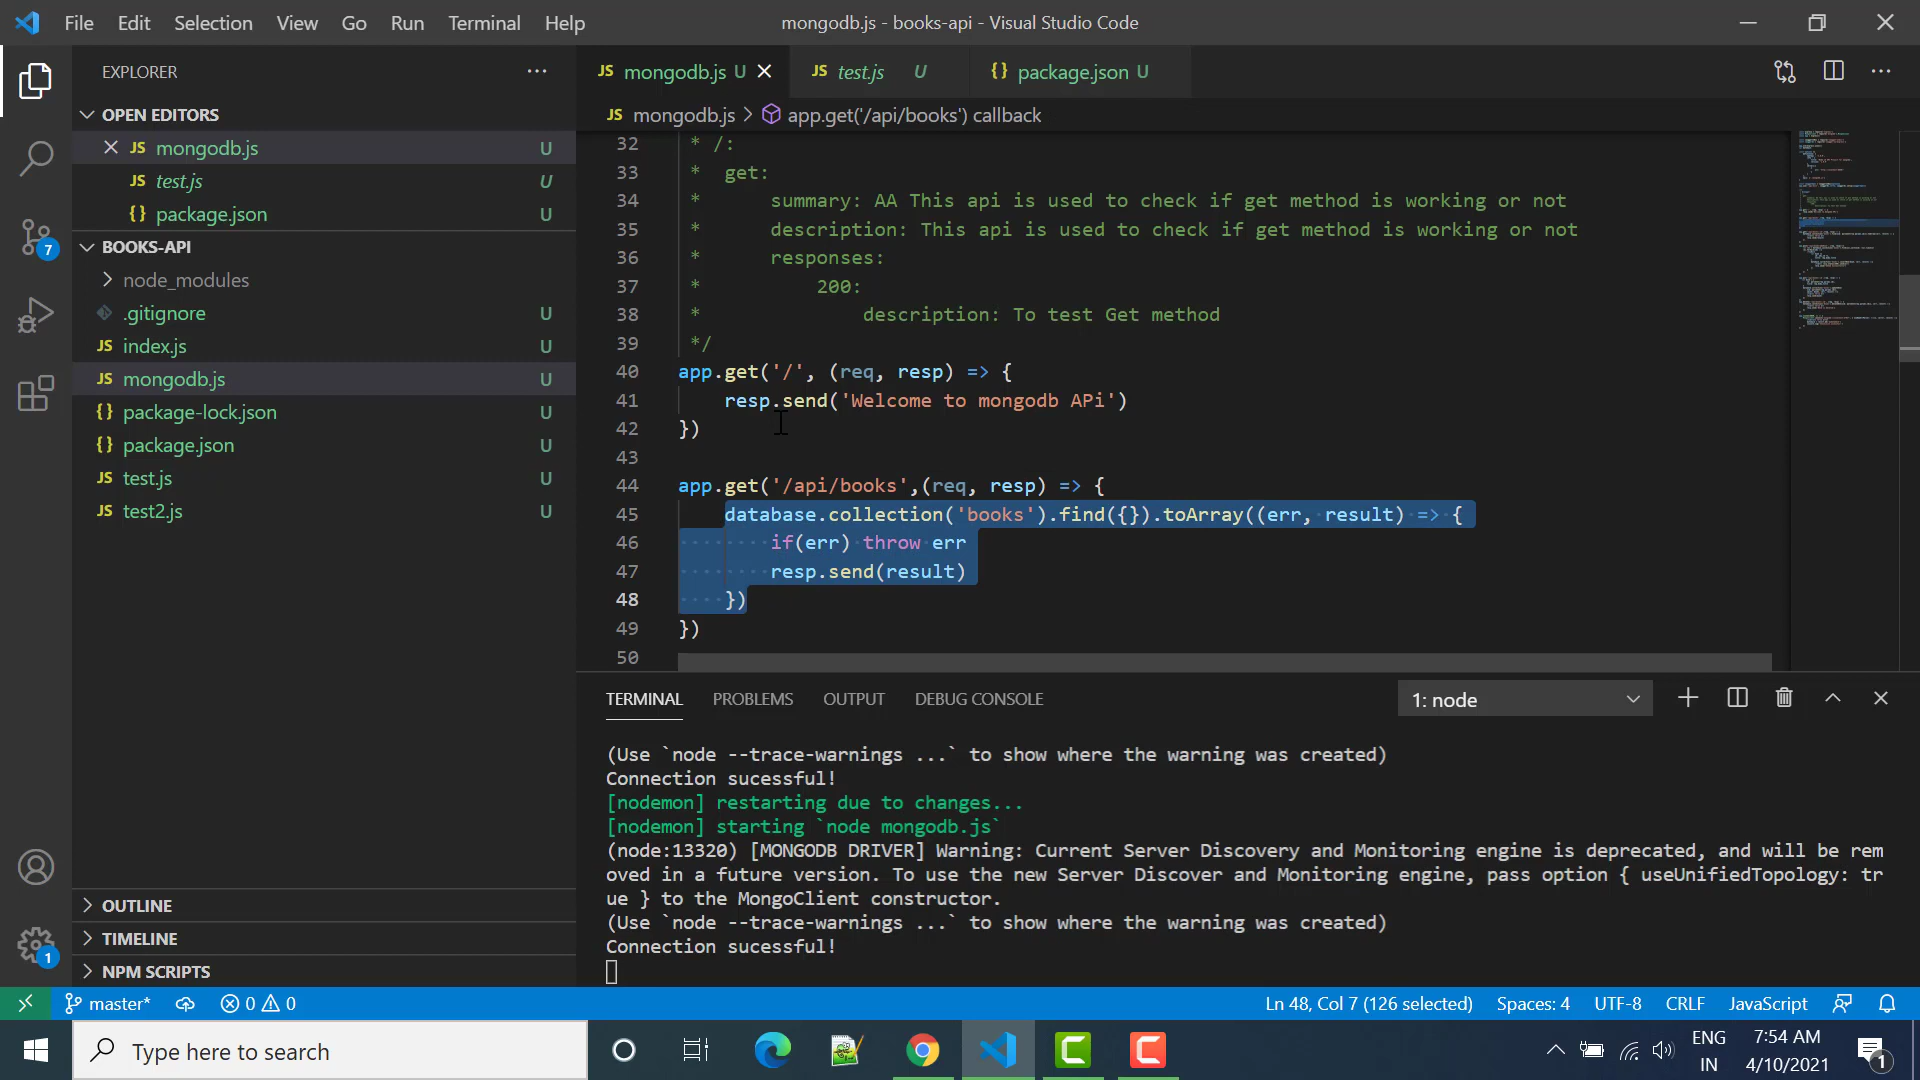 File Edit Selection View Go Run Terminal Help mongodb.js - books-api - Visual Studio Code
EXPLORER
OPEN EDITORS
JS mongodb.js U
JS test.js U
{} package.json U
BOOKS-API
node_modules
.gitignore U
JS index.js U
JS mongodb.js U
{} package-lock.json U
{} package.json U
JS test.js U
JS test2.js U
OUTLINE
TIMELINE
NPM SCRIPTS
7
1
JS mongodb.js U JS test.js U {} package.json U
JS mongodb.js > app.get('/api/books') callback
32 * /:
33 * get:
34 * summary: AA This api is used to check if get method is working or not
35 * description: This api is used to check if get method is working or not
36 * responses:
37 * 200:
38 * description: To test Get method
39 */
40 app.get('/', (req, resp) => {
41 resp.send('Welcome to mongodb APi')
42 })
43
44 app.get('/api/books',(req, resp) => {
45 database.collection('books').find({}).toArray((err, result) => {
46 if(err) throw err
47 resp.send(result)
48 })
49 })
50
TERMINAL PROBLEMS OUTPUT DEBUG CONSOLE 1: node
(Use `node --trace-warnings ...` to show where the warning was created)
Connection sucessful!
[nodemon] restarting due to changes...
[nodemon] starting `node mongodb.js`
(node:13320) [MONGODB DRIVER] Warning: Current Server Discovery and Monitoring engine is deprecated, and will be rem
oved in a future version. To use the new Server Discover and Monitoring engine, pass option { useUnifiedTopology: tr
ue } to the MongoClient constructor.
(Use `node --trace-warnings ...` to show where the warning was created)
Connection sucessful!
master* 0 0 Ln 48, Col 7 (126 selected) Spaces: 4 UTF-8 CRLF JavaScript
Type here to search
ENG
IN
7:54 AM
4/10/2021
1